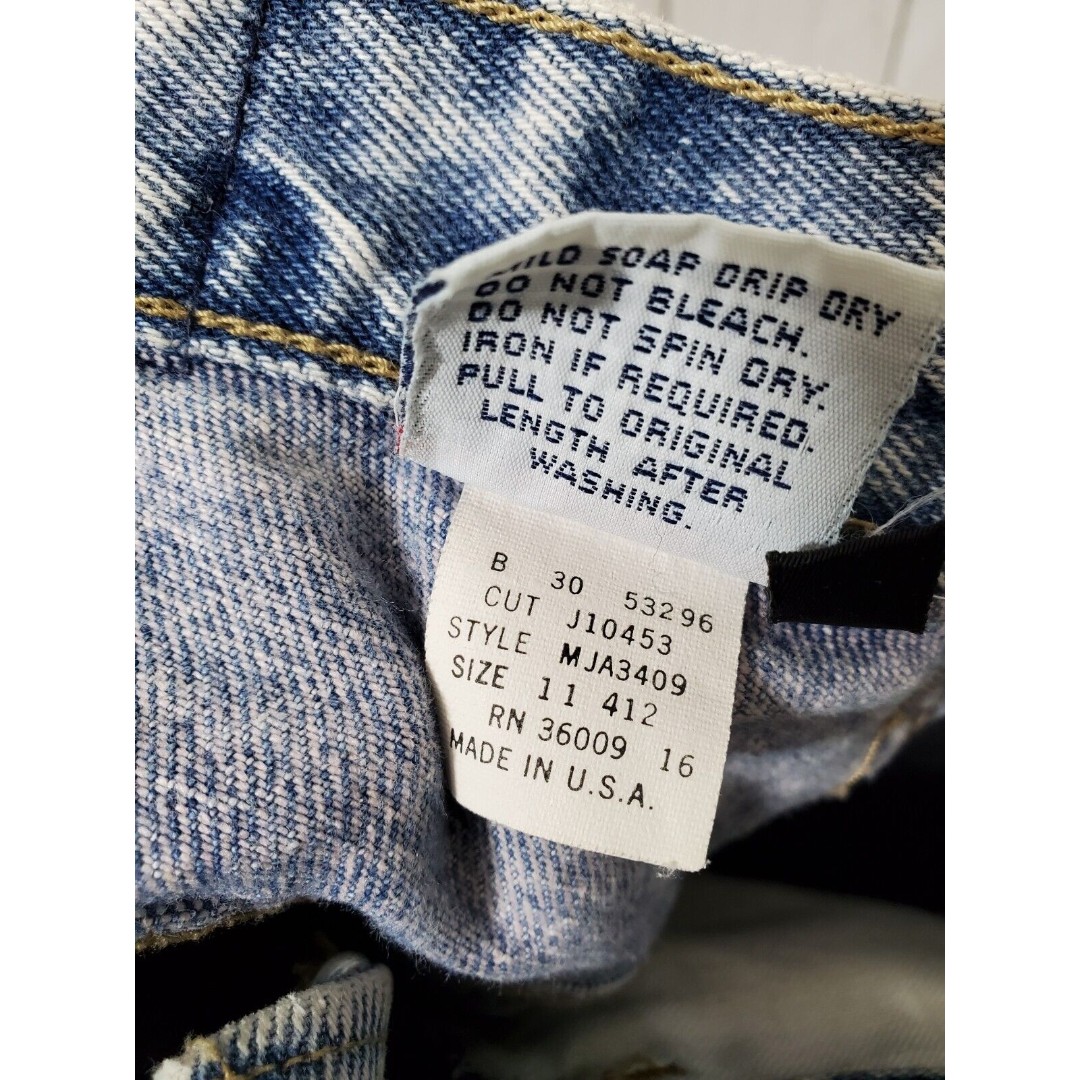 MILD SOAP DRIP DRY
DO NOT BLEACH.
DO NOT SPIN DRY.
IRON IF REQUIRED.
PULL TO ORIGINAL
LENGTH AFTER
WASHING.
B 30 53296
CUT J10453
STYLE MJA3409
SIZE 11 412
RN 36009 16
MADE IN U.S.A.